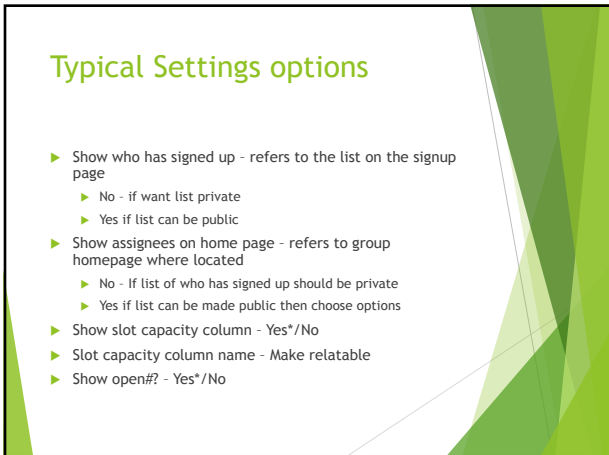 Typical Settings options
Show who has signed up – refers to the list on the signup
page
No – if want list private
Yes if list can be public
Show assignees on home page – refers to group
homepage where located
No – If list of who has signed up should be private
Yes if list can be made public then choose options
Show slot capacity column – Yes*/No
Slot capacity column name – Make relatable
Show open#? – Yes*/No